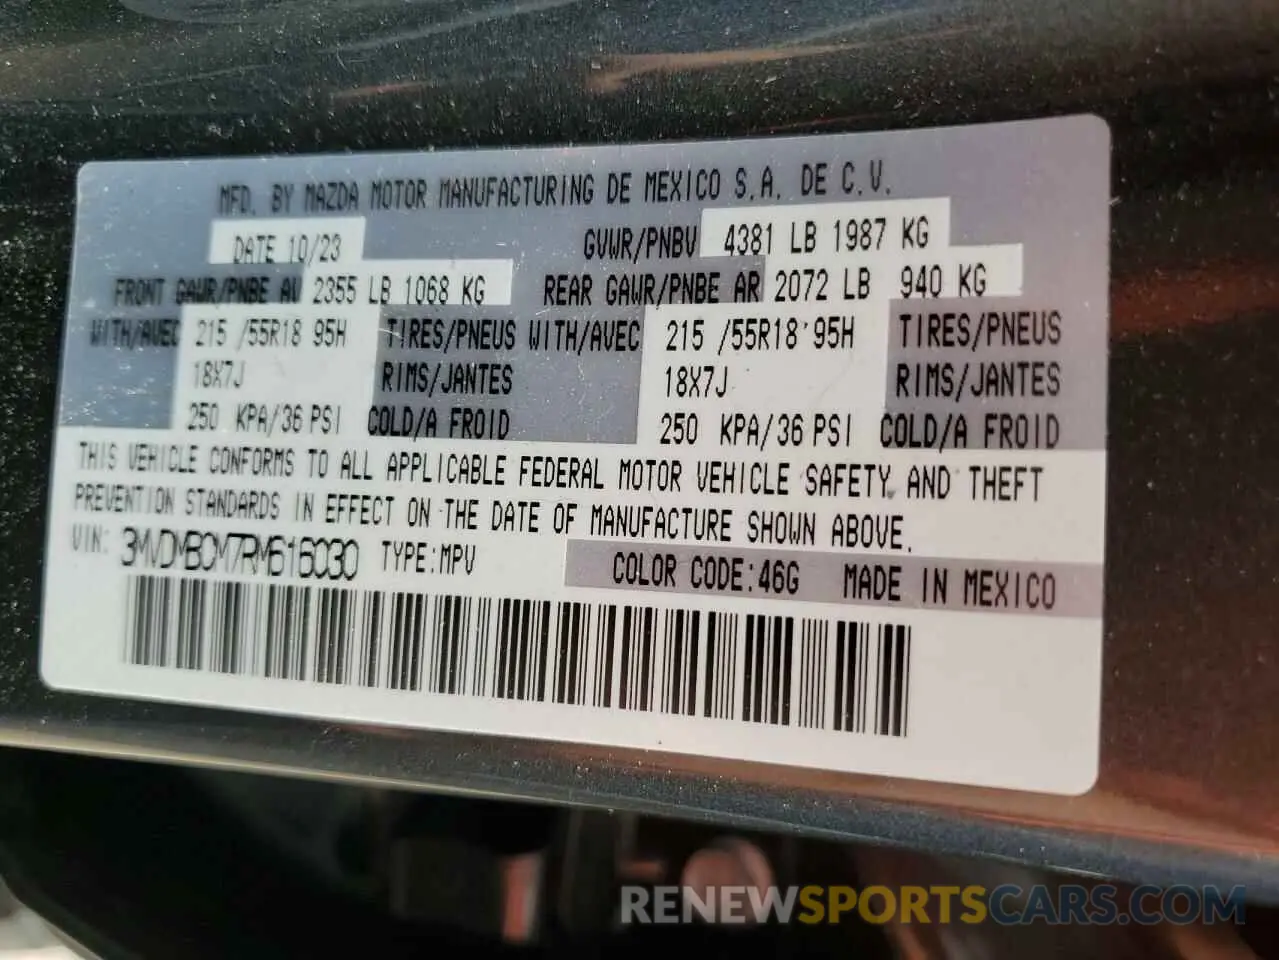 MFD. BY MAZDA MOTOR MANUFACTURING DE MEXICO S.A. DE C.V.
DATE 10/23 GVWR/PNBV 4381 LB 1987 KG
FRONT GAWR/PNBE AV 2355 LB 1068 KG REAR GAWR/PNBE AR 2072 LB 940 KG
WITH/AVEC 215 /55R18 95H TIRES/PNEUS WITH/AVEC 215 /55R18 95H TIRES/PNEUS
18X7J RIMS/JANTES 18X7J RIMS/JANTES
250 KPA/36 PSI COLD/A FROID 250 KPA/36 PSI COLD/A FROID
THIS VEHICLE CONFORMS TO ALL APPLICABLE FEDERAL MOTOR VEHICLE SAFETY AND THEFT
PREVENTION STANDARDS IN EFFECT ON THE DATE OF MANUFACTURE SHOWN ABOVE.
VIN: 3MVDMBCM7RM616030 TYPE:MPV COLOR CODE:46G MADE IN MEXICO
RENEWSPORTSCARS.COM